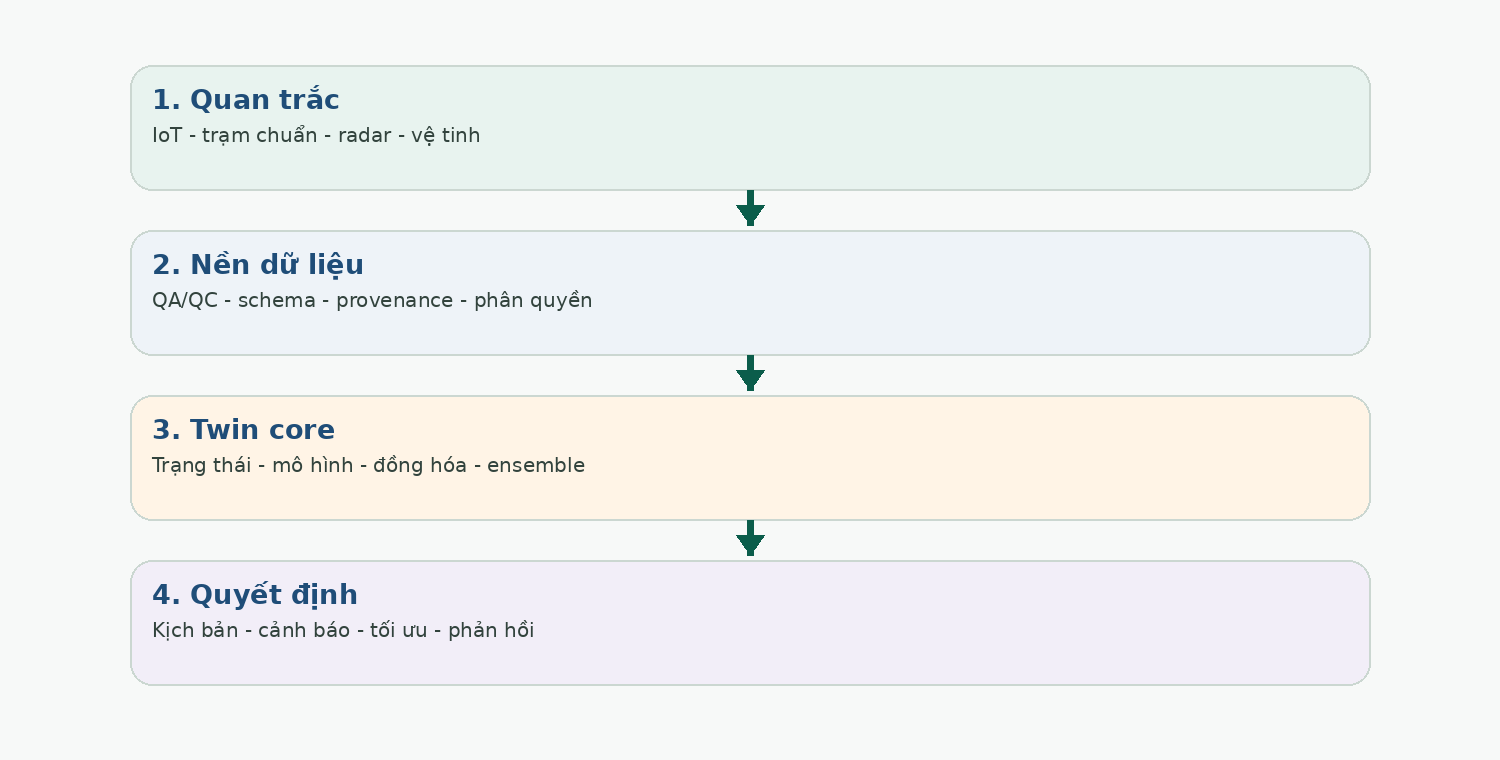 1. Quan trắc
IoT - trạm chuẩn - radar - vệ tinh
2. Nền dữ liệu
QA/QC - schema - provenance - phân quyền
3. Twin core
Trạng thái - mô hình - đồng hóa - ensemble
4. Quyết định
Kịch bản - cảnh báo - tối ưu - phản hồi